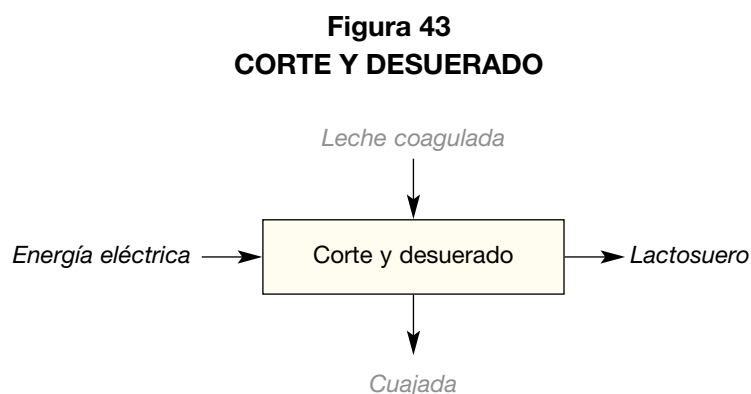 Figura 43
CORTE Y DESUERADO
Leche coagulada
Energía eléctrica
Corte y desuerado
Lactosuero
Cuajada